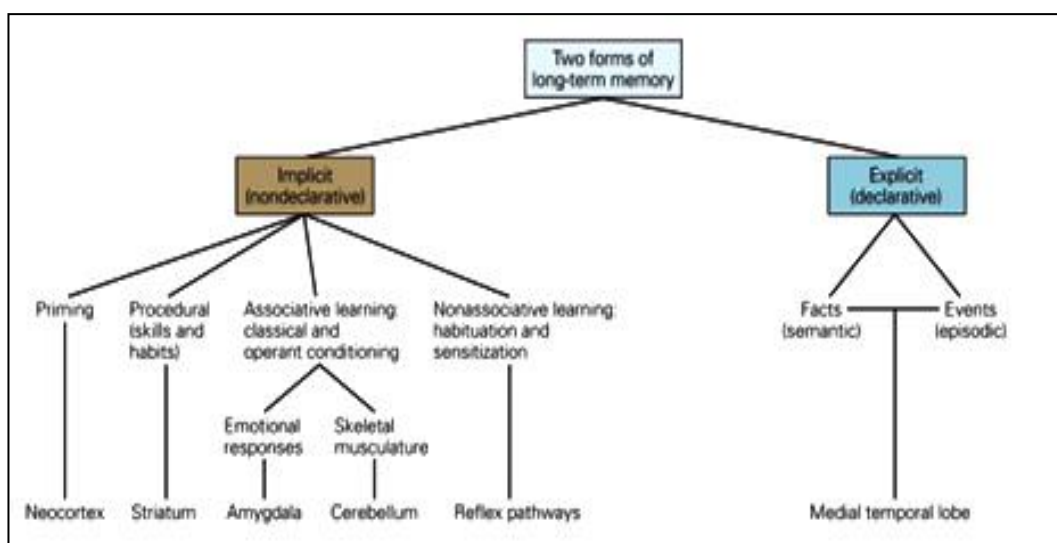 Two forms of
long-term memory
Implicit
(nondeclarative)
Explicit
(declarative)
Priming
Procedural
(skills and
habits)
Associative learning:
classical and
operant conditioning
Nonassociative learning:
habituation and
sensitization
Facts
(semantic)
Events
(episodic)
Emotional
responses
Skeletal
musculature
Neocortex
Striatum
Amygdala
Cerebellum
Reflex pathways
Medial temporal lobe